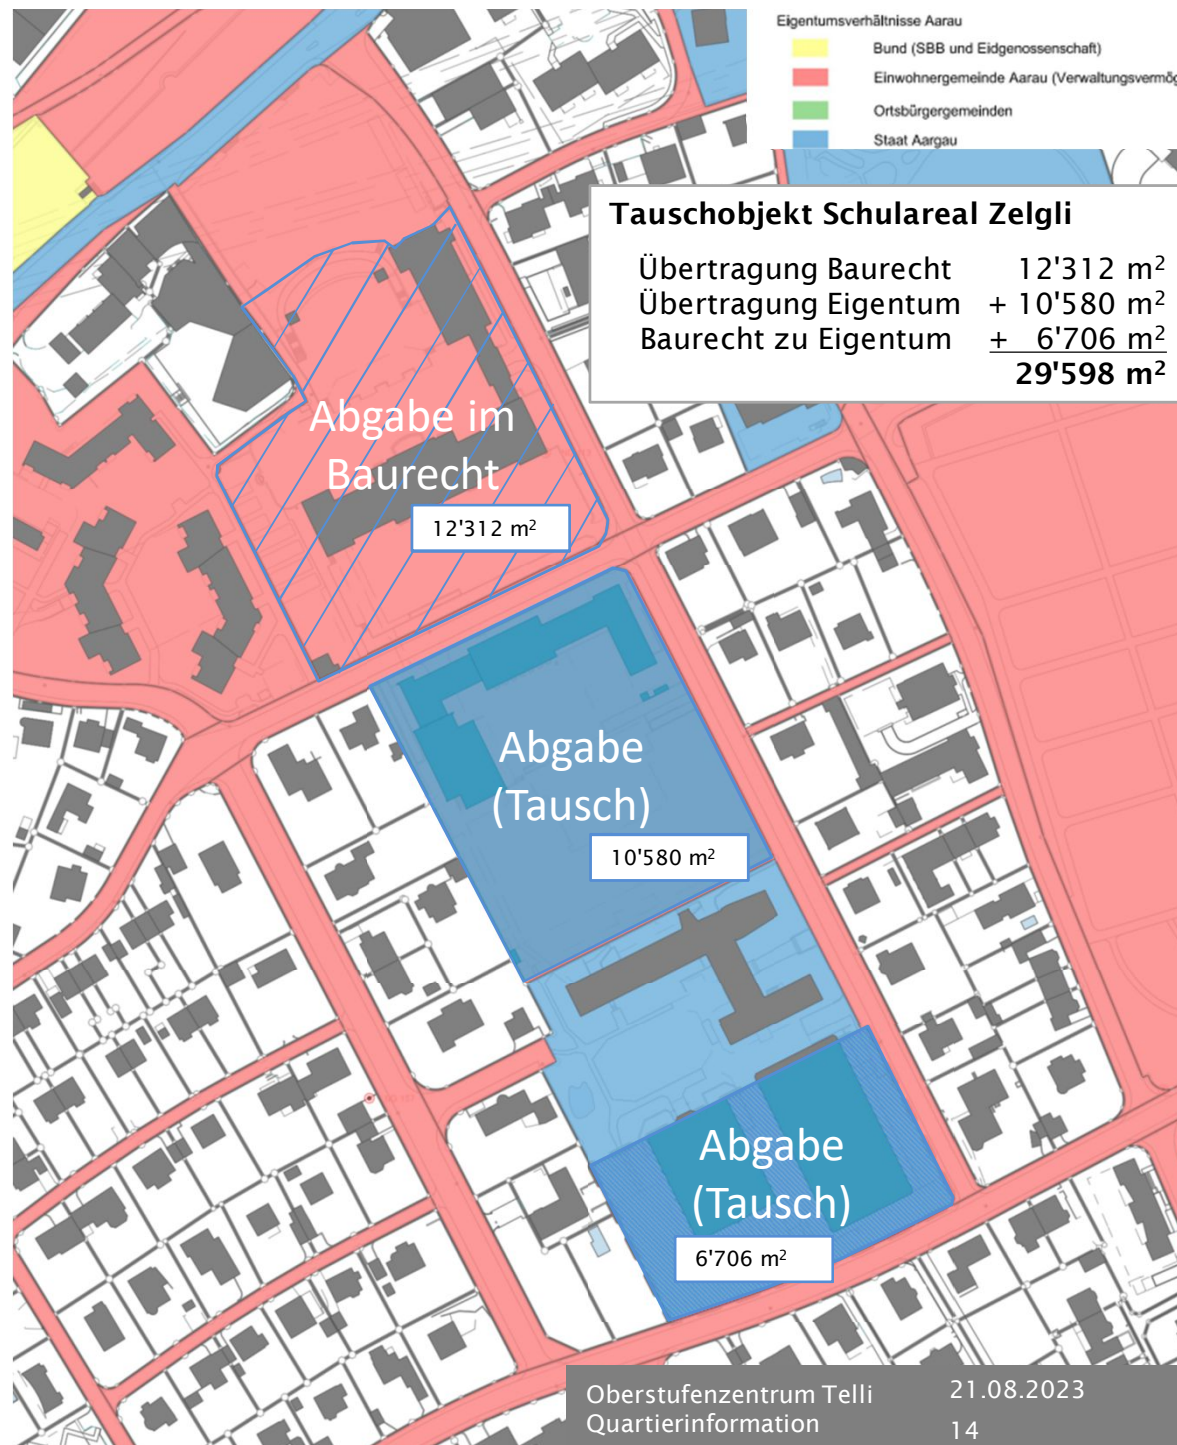 Eigentumsverhältnisse Aarau
Bund (SBB und Eidgenossenschaft)
Einwohnergemeinde Aarau (Verwaltungsvermög
Ortsbürgergemeinden
Staat Aargau
Tauschobjekt Schulareal Zelgli
Übertragung Baurecht 12'312 m²
Übertragung Eigentum + 10'580 m²
Baurecht zu Eigentum + 6'706 m²
29'598 m²
Abgabe im
Baurecht
12'312 m²
Abgabe
(Tausch)
10'580 m²
Abgabe
(Tausch)
6'706 m²
Oberstufenzentrum Telli 21.08.2023
Quartierinformation 14